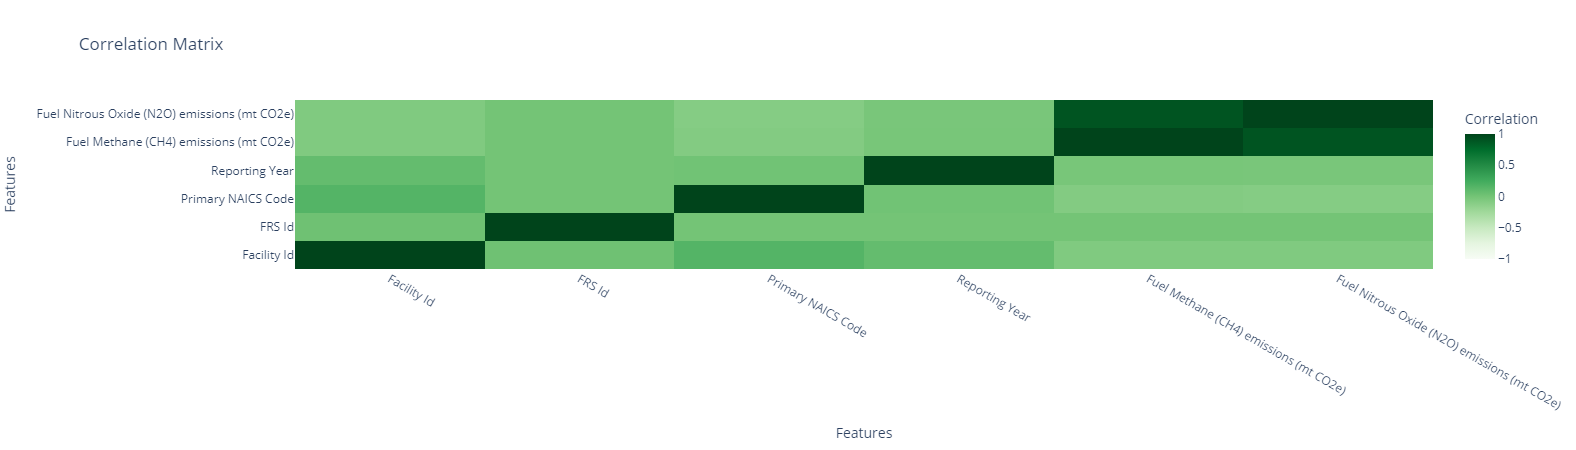 Correlation Matrix
Fuel Nitrous Oxide (N2O) emissions (mt CO2e)
Fuel Methane (CH4) emissions (mt CO2e)
Reporting Year
Primary NAICS Code
FRS Id
Facility Id
Features
Facility Id
FRS Id
Primary NAICS Code
Reporting Year
Fuel Methane (CH4) emissions (mt CO2e)
Fuel Nitrous Oxide (N2O) emissions (mt CO2e)
Features
Correlation
1
0.5
0
−0.5
−1